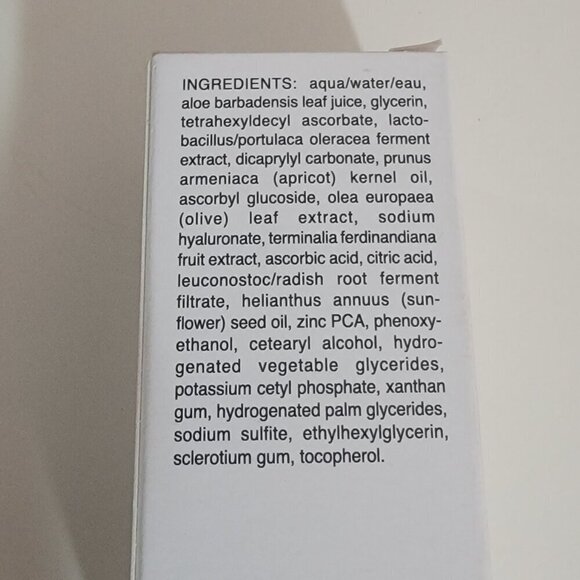 INGREDIENTS: aqua/water/eau,
aloe barbadensis leaf juice, glycerin,
tetrahexyldecyl ascorbate, lacto-
bacillus/portulaca oleracea ferment
extract, dicaprylyl carbonate, prunus
armeniaca (apricot) kernel oil,
ascorbyl glucoside, olea europaea
(olive) leaf extract, sodium
hyaluronate, terminalia ferdinandiana
fruit extract, ascorbic acid, citric acid,
leuconostoc/radish root ferment
filtrate, helianthus annuus (sun-
flower) seed oil, zinc PCA, phenoxy-
ethanol, cetearyl alcohol, hydro-
genated vegetable glycerides,
potassium cetyl phosphate, xanthan
gum, hydrogenated palm glycerides,
sodium sulfite, ethylhexylglycerin,
sclerotium gum, tocopherol.